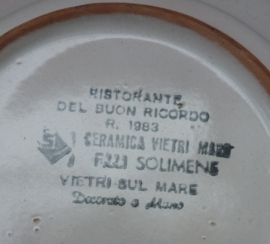 RISTORANTE
DEL BUON RICORDO
R. 1983
CERAMICA VIETRI MARE
F.LLI SOLIMENE
VIETRI SUL MARE
Decorato a Mano